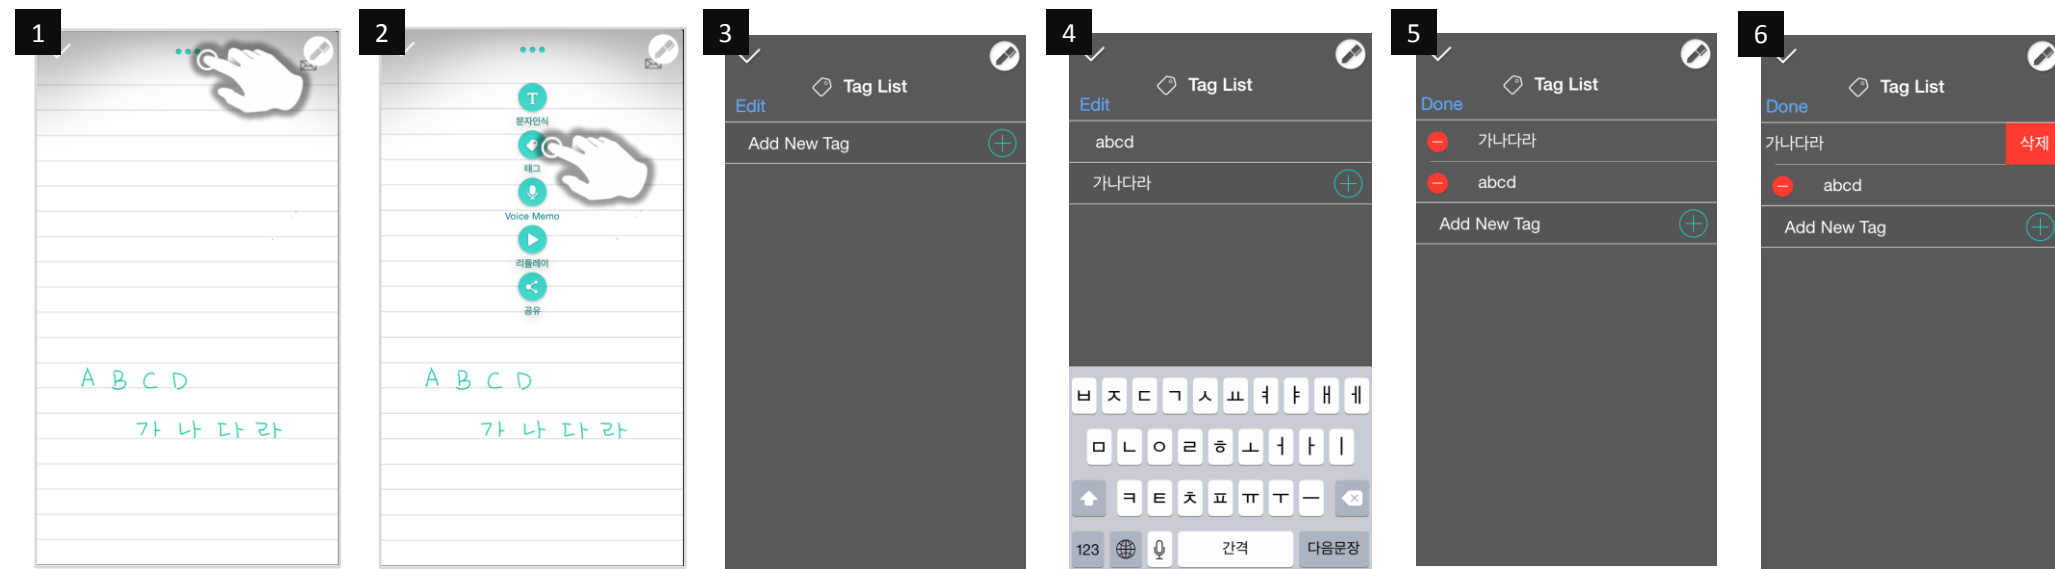 1
A B C D
가 나 다 라
2
T
문자인식
태그
Voice Memo
리플레이
공유
A B C D
가 나 다 라
3
Tag List
Edit
Add New Tag
4
Tag List
Edit
abcd
가나다라
ㅂ ㅈ ㄷ ㄱ ㅅ ㅛ ㅕ ㅑ ㅐ ㅔ
ㅁ ㄴ ㅇ ㄹ ㅎ ㅗ ㅓ ㅏ ㅣ
ㅋ ㅌ ㅊ ㅍ ㅠ ㅜ ㅡ
123 간격 다음문장
5
Tag List
Done
가나다라
abcd
Add New Tag
6
Tag List
Done
가나다라 삭제
abcd
Add New Tag